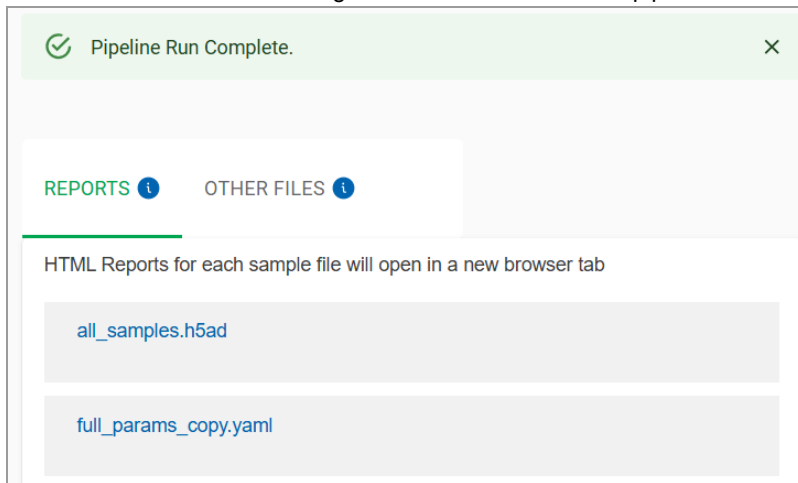 Pipeline Run Complete.
REPORTS i OTHER FILES i
HTML Reports for each sample file will open in a new browser tab
all_samples.h5ad
full_params_copy.yaml